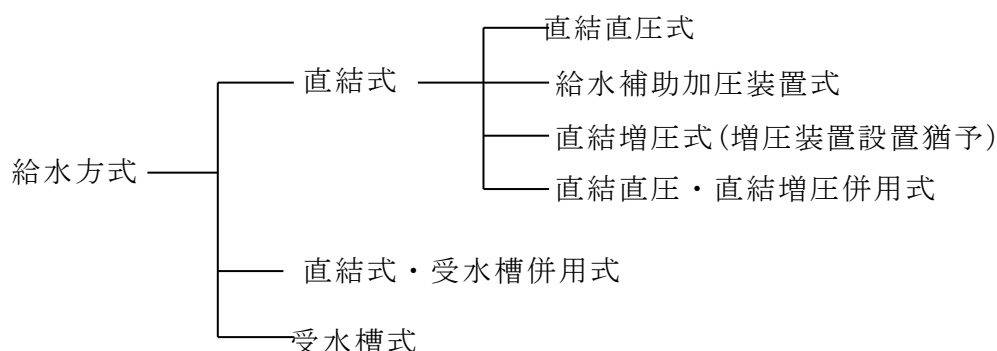 直結直圧式
直結式
給水補助加圧装置式
直結増圧式(増圧装置設置猶予)
給水方式
直結直圧・直結増圧併用式
直結式・受水槽併用式
受水槽式